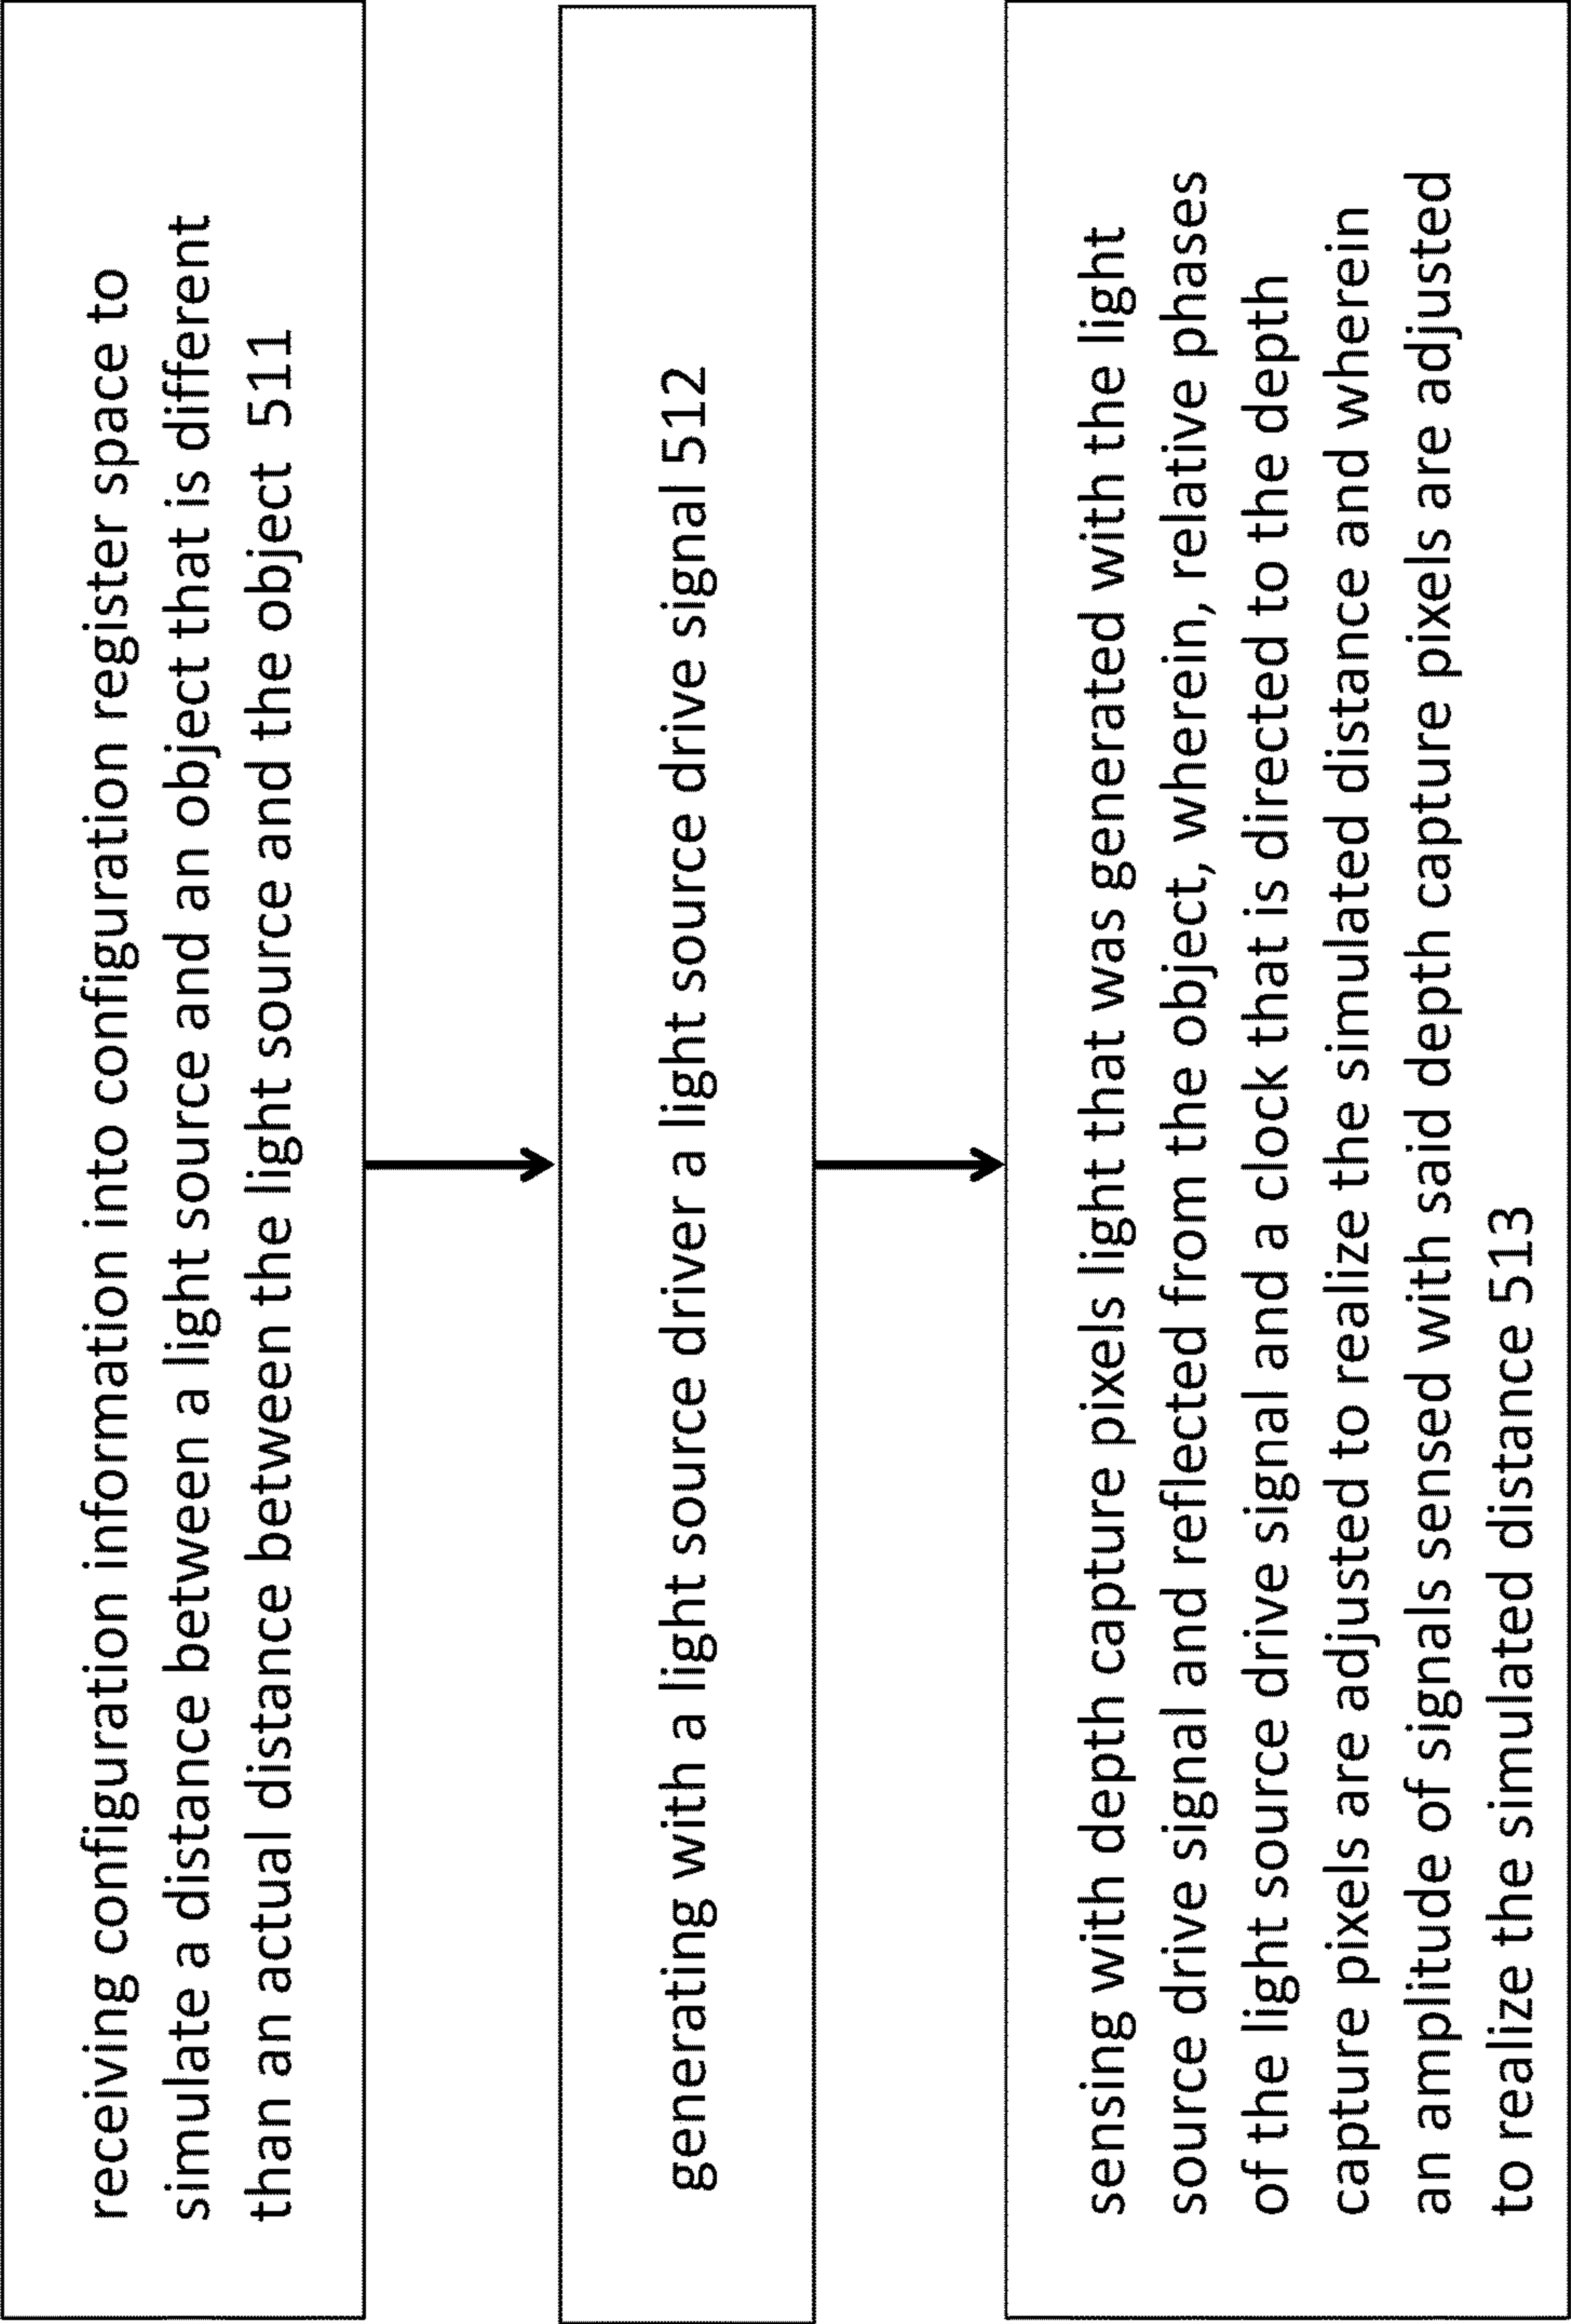 receiving configuration information into configuration register space to
simulate a distance between a light source and an object that is different
than an actual distance between the light source and the object 511
generating with a light source driver a light source drive signal 512
sensing with depth capture pixels light that was generated with the light
source drive signal and reflected from the object, wherein, relative phases
of the light source drive signal and a clock that is directed to the depth
capture pixels are adjusted to realize the simulated distance and wherein
an amplitude of signals sensed with said depth capture pixels are adjusted
to realize the simulated distance 513